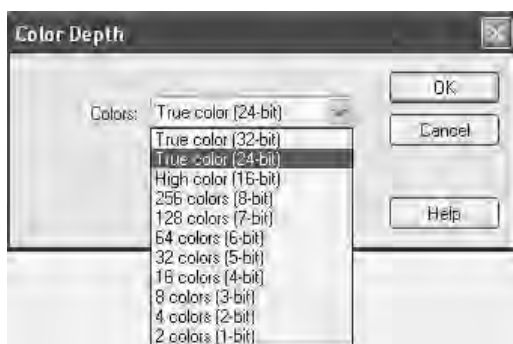 Color Depth
OK
Colors: True color (24-bit)
Cancel
True color (32-bit)
True color (24-bit)
High color (16-bit)
256 colors (8-bit)
128 colors (7-bit)
Help
64 colors (6-bit)
32 colors (5-bit)
16 colors (4-bit)
8 colors (3-bit)
4 colors (2-bit)
2 colors (1-bit)